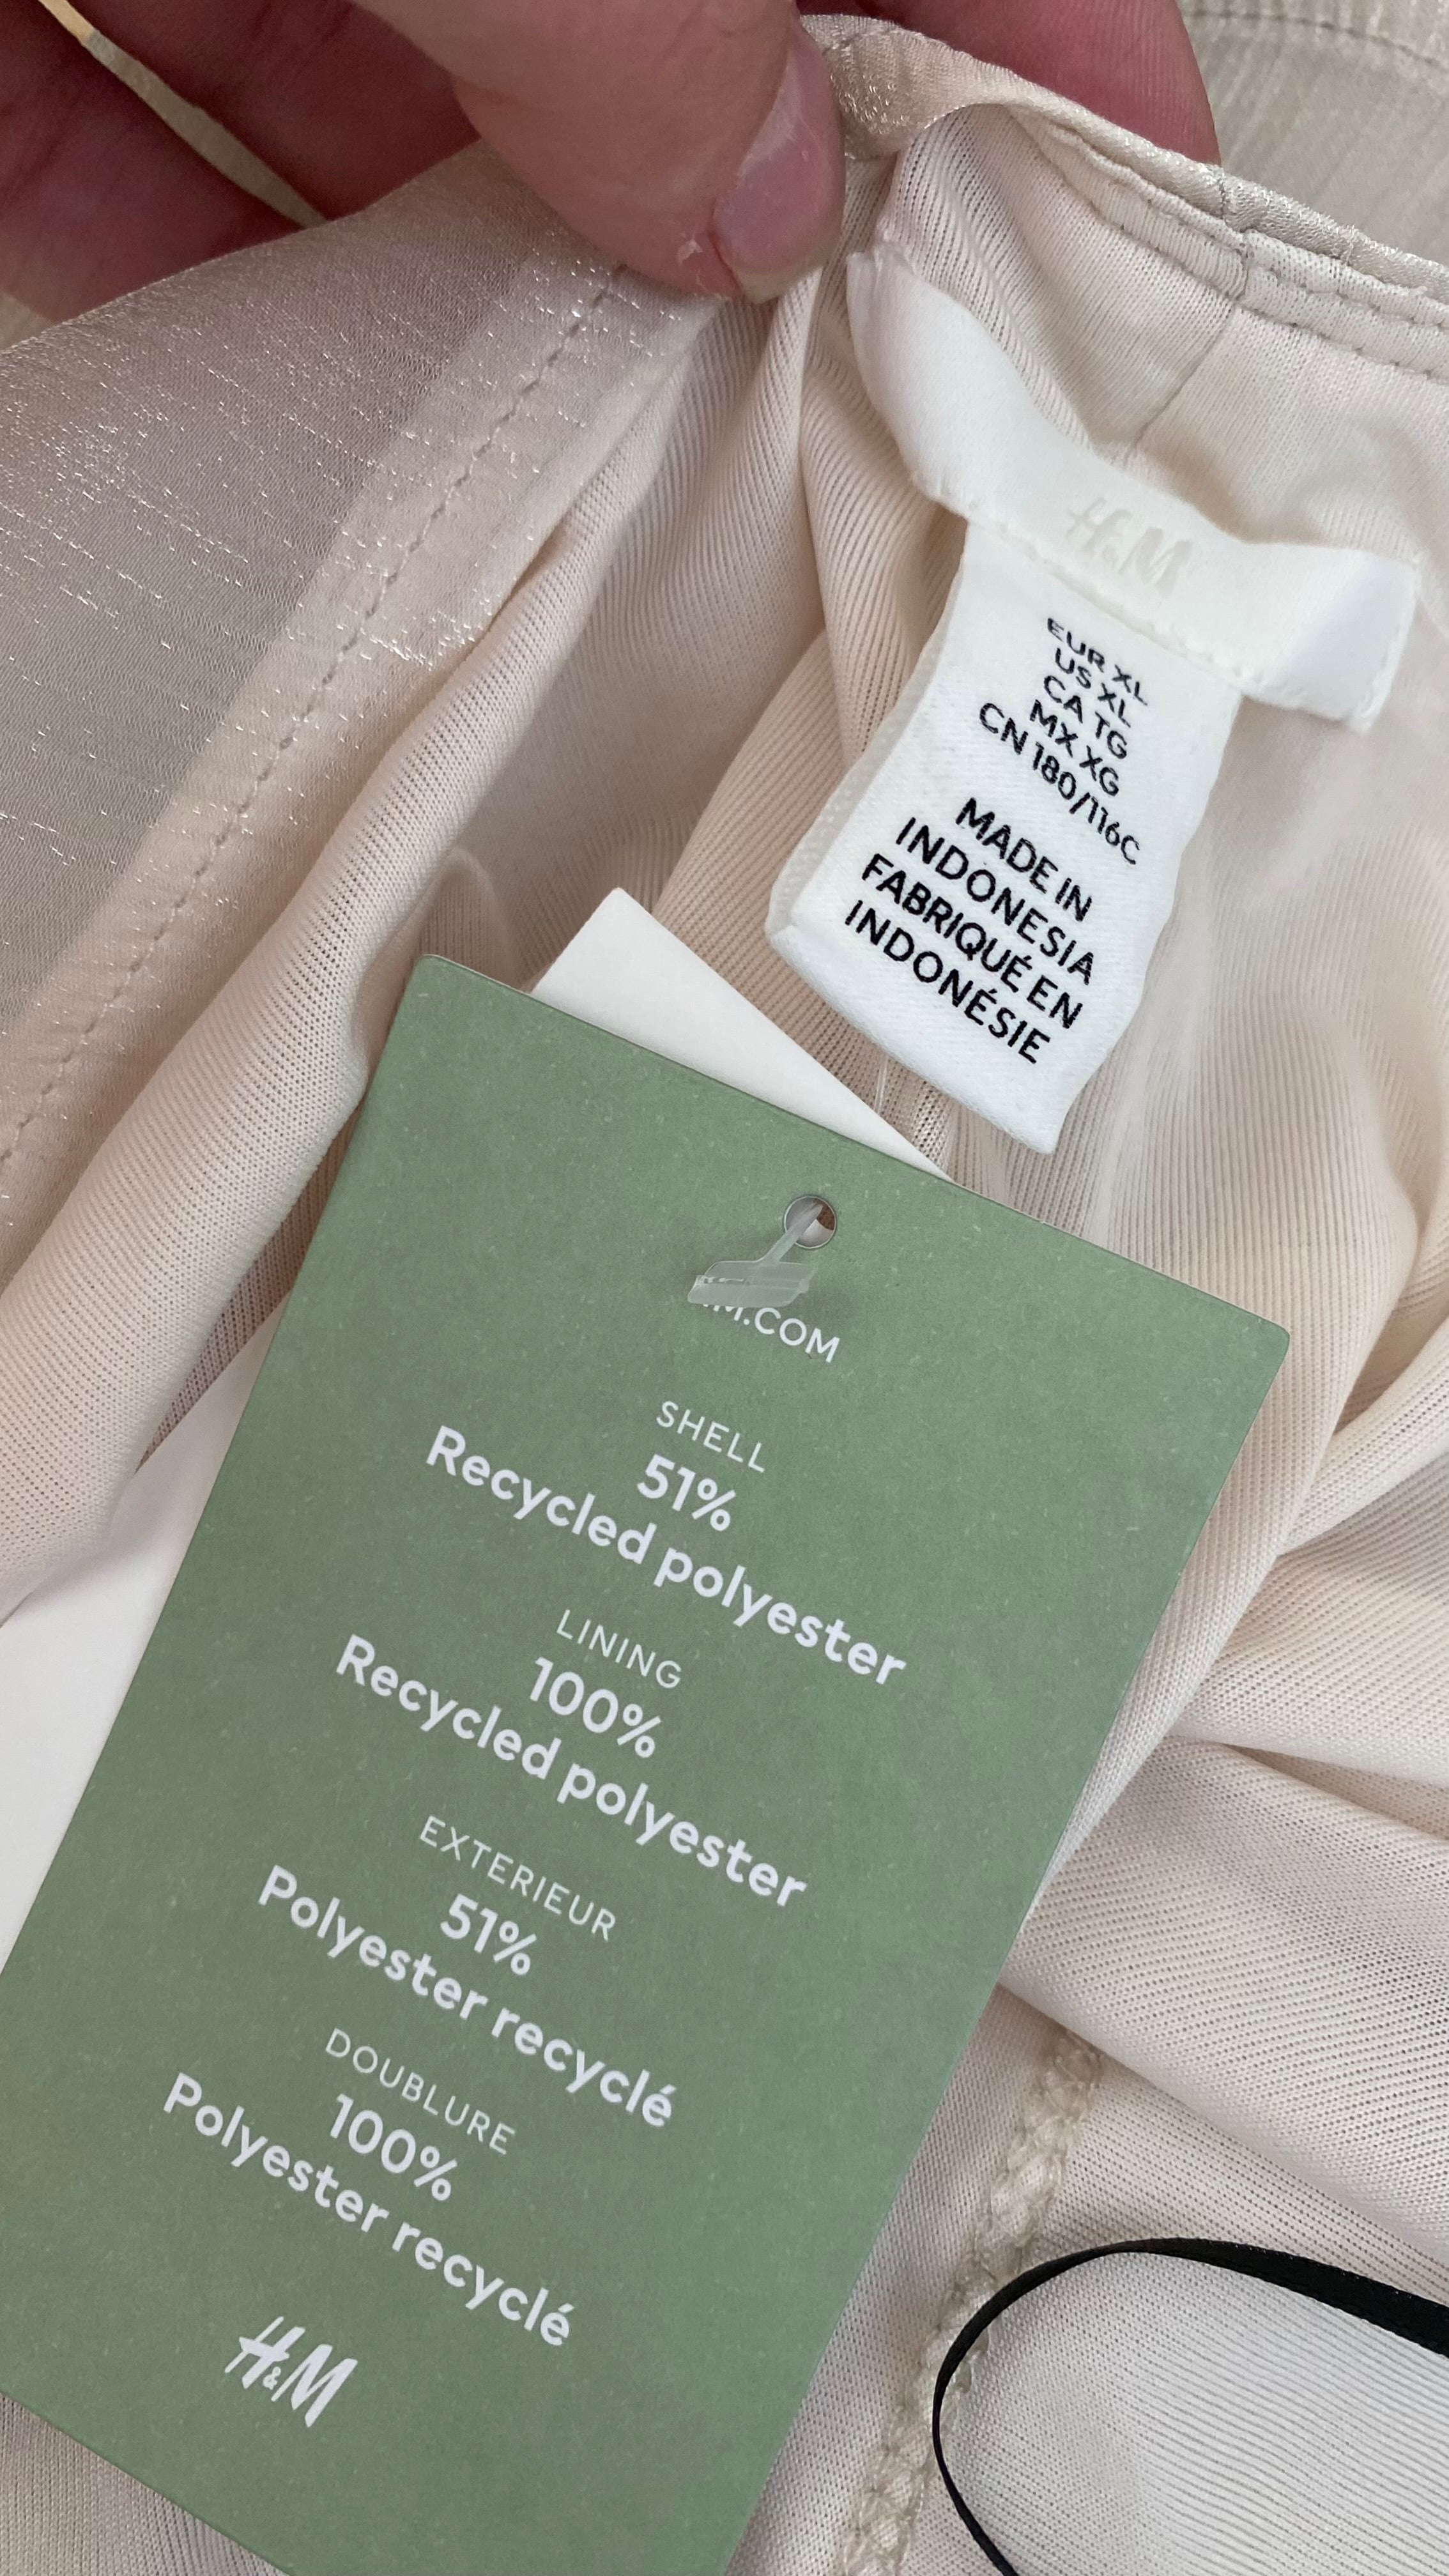 H&M
EUR XL
US XL
CA TG
MX XG
CN 180/116C
MADE IN
INDONESIA
FABRIQUÉ EN
INDONÉSIE
SHELL
51%
Recycled polyester
LINING
100%
Recycled polyester
EXTERIEUR
51%
Polyester recyclé
DOUBLURE
100%
Polyester recyclé
H&M